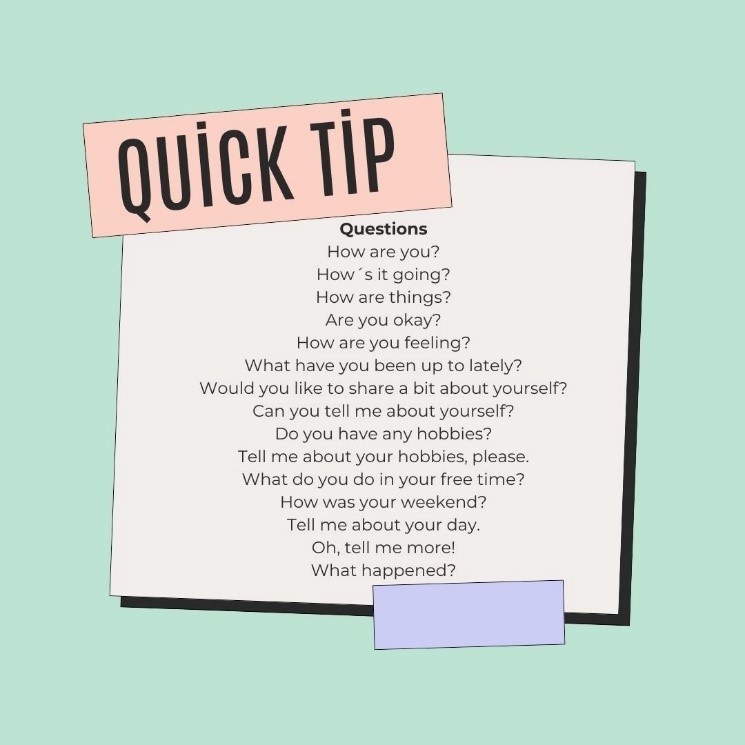 QUİCK TİP
Questions
How are you?
How´s it going?
How are things?
Are you okay?
How are you feeling?
What have you been up to lately?
Would you like to share a bit about yourself?
Can you tell me about yourself?
Do you have any hobbies?
Tell me about your hobbies, please.
What do you do in your free time?
How was your weekend?
Tell me about your day.
Oh, tell me more!
What happened?